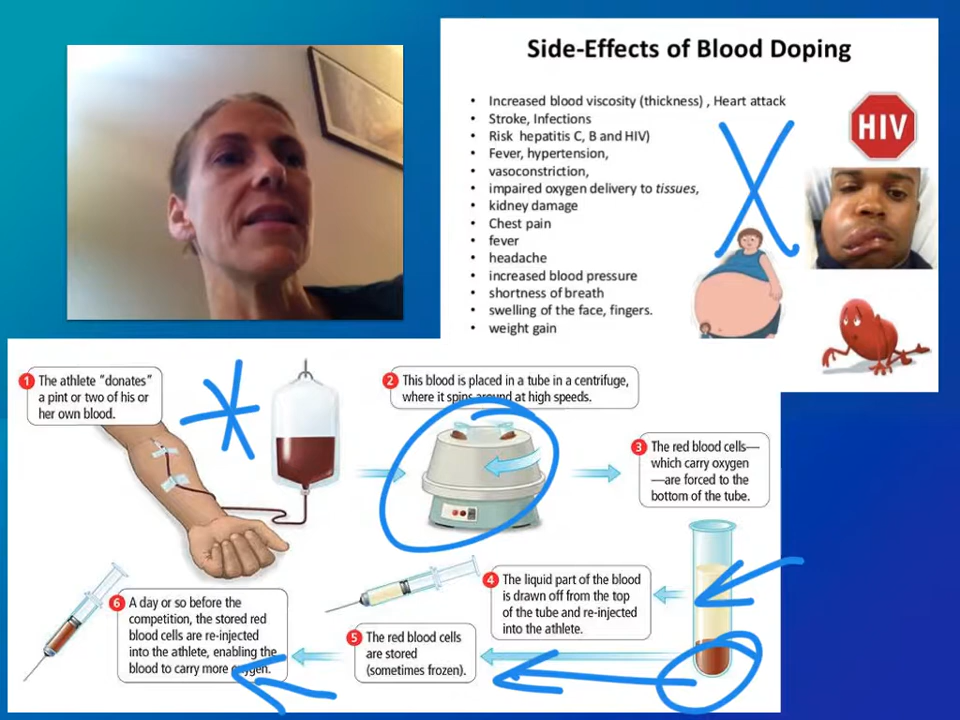 Side-Effects of Blood Doping
• Increased blood viscosity (thickness) , Heart attack
• Stroke, Infections
• Risk hepatitis C, B and HIV)
• Fever, hypertension,
• vasoconstriction,
• impaired oxygen delivery to tissues,
• kidney damage
• Chest pain
• fever
• headache
• increased blood pressure
• shortness of breath
• swelling of the face, fingers.
• weight gain
HIV
1 The athlete "donates"
a pint or two of his or
her own blood.
2 This blood is placed in a tube in a centrifuge,
where it spins around at high speeds.
3 The red blood cells—
which carry oxygen
—are forced to the
bottom of the tube.
4 The liquid part of the blood
is drawn off from the top
of the tube and re-injected
into the athlete.
5 The red blood cells
are stored
(sometimes frozen).
6 A day or so before the
competition, the stored red
blood cells are re-injected
into the athlete, enabling the
blood to carry more oxygen.